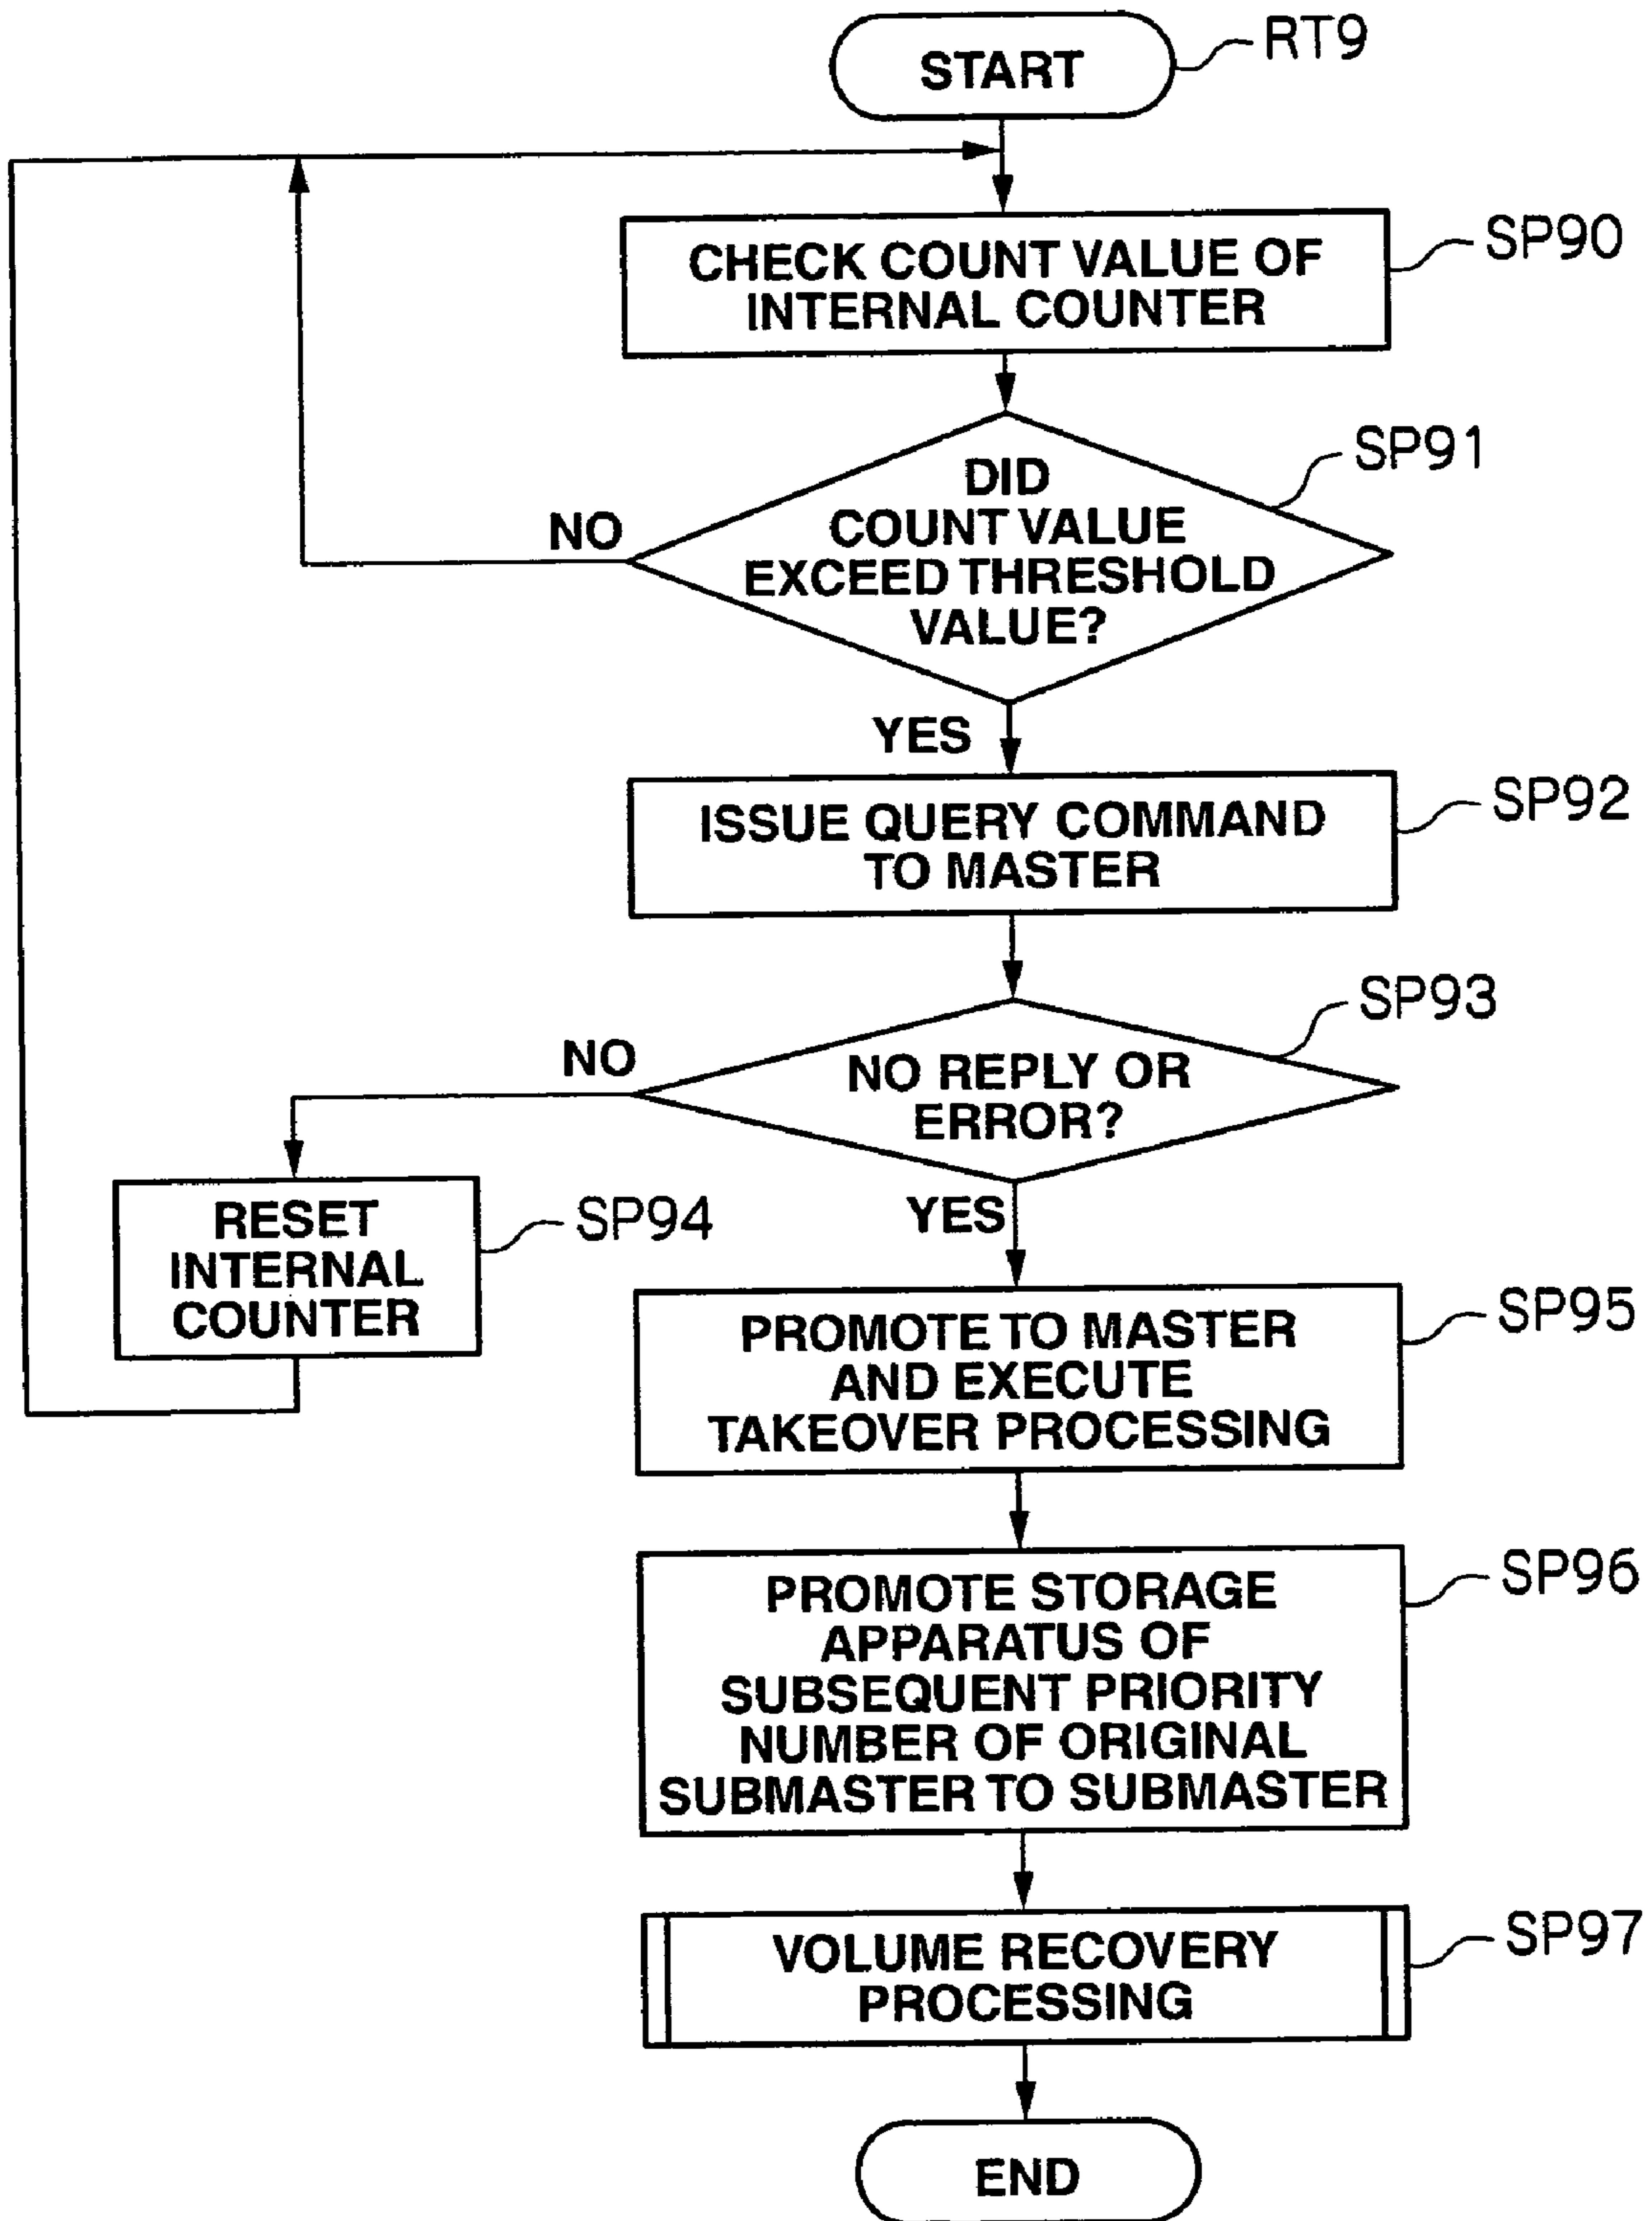 START
RT9
CHECK COUNT VALUE OF
INTERNAL COUNTER
SP90
DID
COUNT VALUE
EXCEED THRESHOLD
VALUE?
SP91
NO
YES
ISSUE QUERY COMMAND
TO MASTER
SP92
NO REPLY OR
ERROR?
SP93
NO
YES
RESET
INTERNAL
COUNTER
SP94
PROMOTE TO MASTER
AND EXECUTE
TAKEOVER PROCESSING
SP95
PROMOTE STORAGE
APPARATUS OF
SUBSEQUENT PRIORITY
NUMBER OF ORIGINAL
SUBMASTER TO SUBMASTER
SP96
VOLUME RECOVERY
PROCESSING
SP97
END